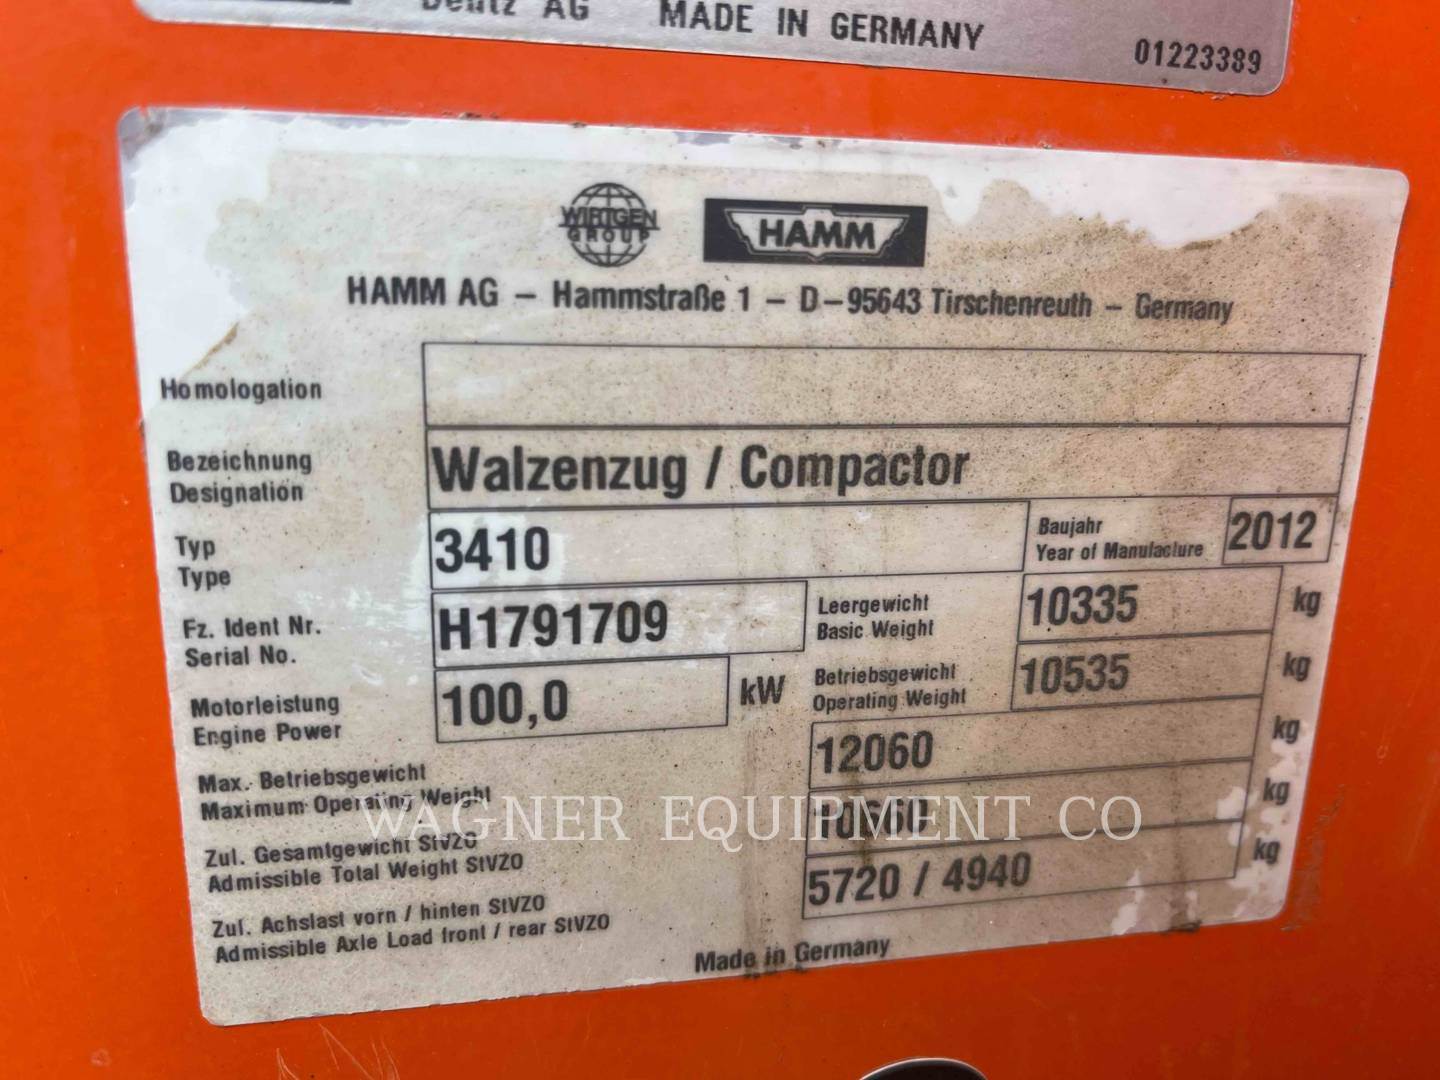 Deutz AG MADE IN GERMANY
01223389
WIRTGEN
GROUP
HAMM
HAMM AG – Hammstraße 1 – D–95643 Tirschenreuth – Germany
Homologation
Bezeichnung
Designation
Walzenzug / Compactor
Typ
Type
3410
Baujahr
Year of Manufacture
2012
Fz. Ident Nr.
Serial No.
H1791709
Leergewicht
Basic Weight
10335 kg
Motorleistung
Engine Power
100,0 kW
Betriebsgewicht
Operating Weight
10535 kg
Max. Betriebsgewicht
Maximum Operating Weight
12060 kg
Zul. Gesamtgewicht StVZO
Admissible Total Weight StVZO
10660 kg
Zul. Achslast vorn / hinten StVZO
Admissible Axle Load front / rear StVZO
5720 / 4940 kg
Made in Germany
WAGNER EQUIPMENT CO